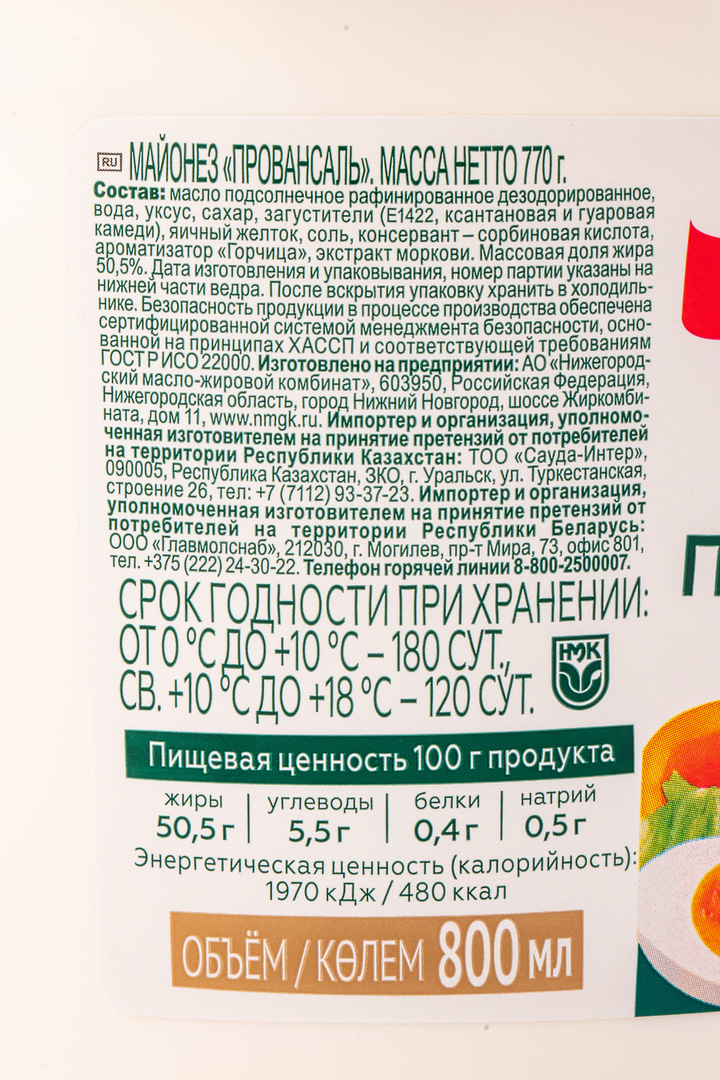 RU МАЙОНЕЗ «ПРОВАНСАЛЬ». МАССА НЕТТО 770 г.
Состав: масло подсолнечное рафинированное дезодорированное,
вода, уксус, сахар, загустители (Е1422, ксантановая и гуаровая
камеди), яичный желток, соль, консервант – сорбиновая кислота,
ароматизатор «Горчица», экстракт моркови. Массовая доля жира
50,5%. Дата изготовления и упаковывания, номер партии указаны на
нижней части ведра. После вскрытия упаковку хранить в холодиль-
нике. Безопасность продукции в процессе производства обеспечена
сертифицированной системой менеджмента безопасности, осно-
ванной на принципах ХАССП и соответствующей требованиям
ГОСТ Р ИСО 22000. Изготовлено на предприятии: АО «Нижегород-
ский масло-жировой комбинат», 603950, Российская Федерация,
Нижегородская область, город Нижний Новгород, шоссе Жиркомби-
ната, дом 11, www.nmgk.ru. Импортер и организация, уполномо-
ченная изготовителем на принятие претензий от потребителей
на территории Республики Казахстан: ТОО «Сауда-Интер»,
090005, Республика Казахстан, ЗКО, г. Уральск, ул. Туркестанская,
строение 26, тел: +7 (7112) 93-37-23. Импортер и организация,
уполномоченная изготовителем на принятие претензий от
потребителей на территории Республики Беларусь:
ООО «Главмолснаб», 212030, г. Могилев, пр-т Мира, 73, офис 801,
тел. +375 (222) 24-30-22. Телефон горячей линии 8-800-2500007.
СРОК ГОДНОСТИ ПРИ ХРАНЕНИИ:
ОТ 0 °С ДО +10 °С – 180 СУТ.,
СВ. +10 °С ДО +18 °С – 120 СУТ.
НМЖК
Пищевая ценность 100 г продукта
жиры углеводы белки натрий
50,5 г 5,5 г 0,4 г 0,5 г
Энергетическая ценность (калорийность):
1970 кДж / 480 ккал
ОБЪЁМ / КӨЛЕМ 800 МЛ